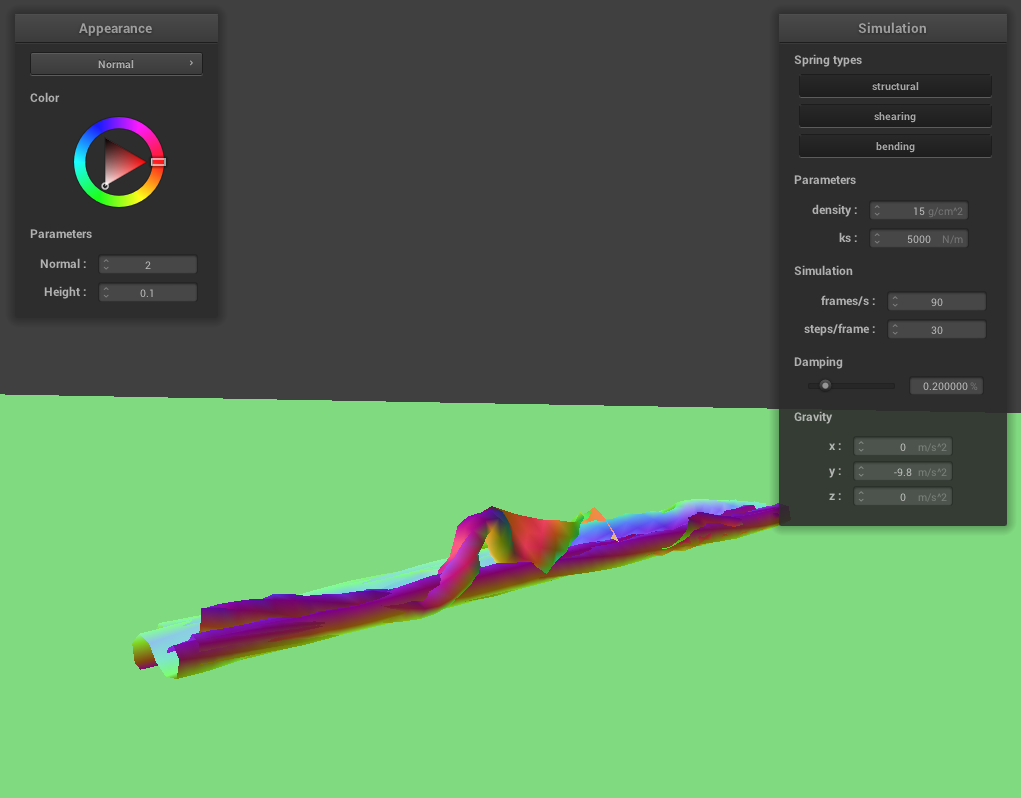 Appearance
Normal
Color
Parameters
Normal : 2
Height : 0.1
Simulation
Spring types
structural
shearing
bending
Parameters
density : 15 g/cm^2
ks : 5000 N/m
Simulation
frames/s : 90
steps/frame : 30
Damping
0.200000 %
Gravity
x : 0 m/s^2
y : -9.8 m/s^2
z : 0 m/s^2